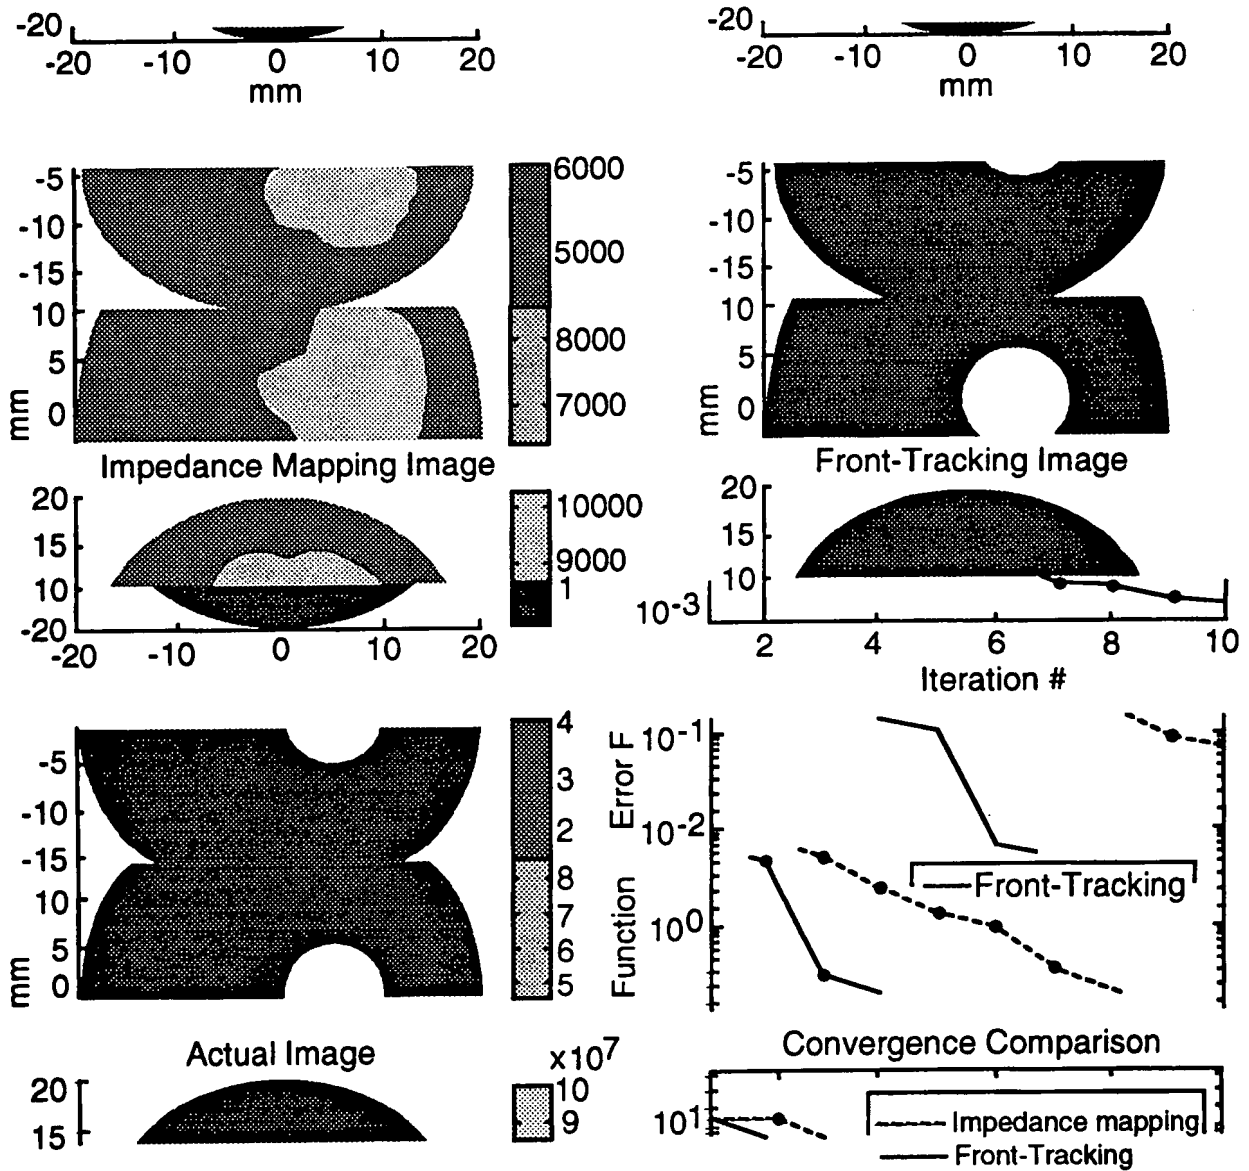 -20
-20 -10 0 10 20
mm
-20
-20 -10 0 10 20
mm
-5
-10
-15
10
5
0
mm
6000
5000
8000
7000
-5
-10
-15
10
5
0
mm
Impedance Mapping Image
Front-Tracking Image
20
15
10
-20
-20 -10 0 10 20
10000
9000
1
20
15
10
10-3
2 4 6 8 10
Iteration #
-5
-10
-15
10
5
0
mm
4
3
2
8
7
6
5
Function Error F
10-1
10-2
100
Front-Tracking
Actual Image
Convergence Comparison
20
15
x107
10
9
101
Impedance mapping
Front-Tracking